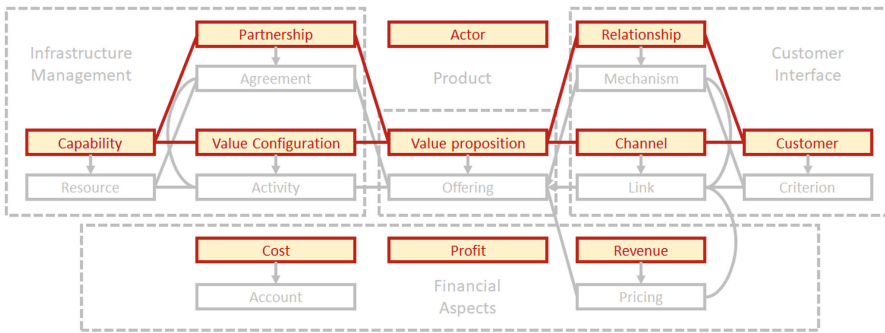 Partnership
Actor
Relationship
Infrastructure
Management
Customer
Interface
Agreement
Product
Mechanism
Capability
Value Configuration
Value proposition
Channel
Customer
Resource
Activity
Offering
Link
Criterion
Cost
Profit
Revenue
Account
Financial
Aspects
Pricing